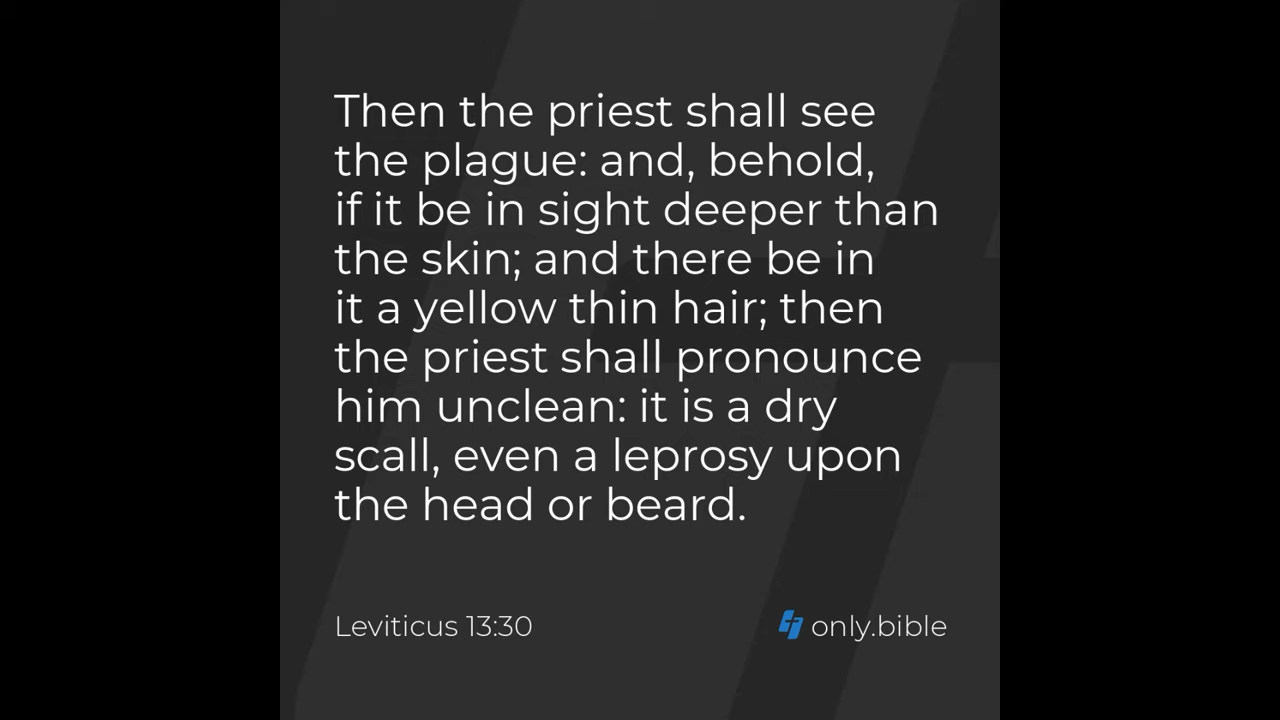 Then the priest shall see
the plague: and, behold,
if it be in sight deeper than
the skin; and there be in
it a yellow thin hair; then
the priest shall pronounce
him unclean: it is a dry
scall, even a leprosy upon
the head or beard.
Leviticus 13:30
only.bible